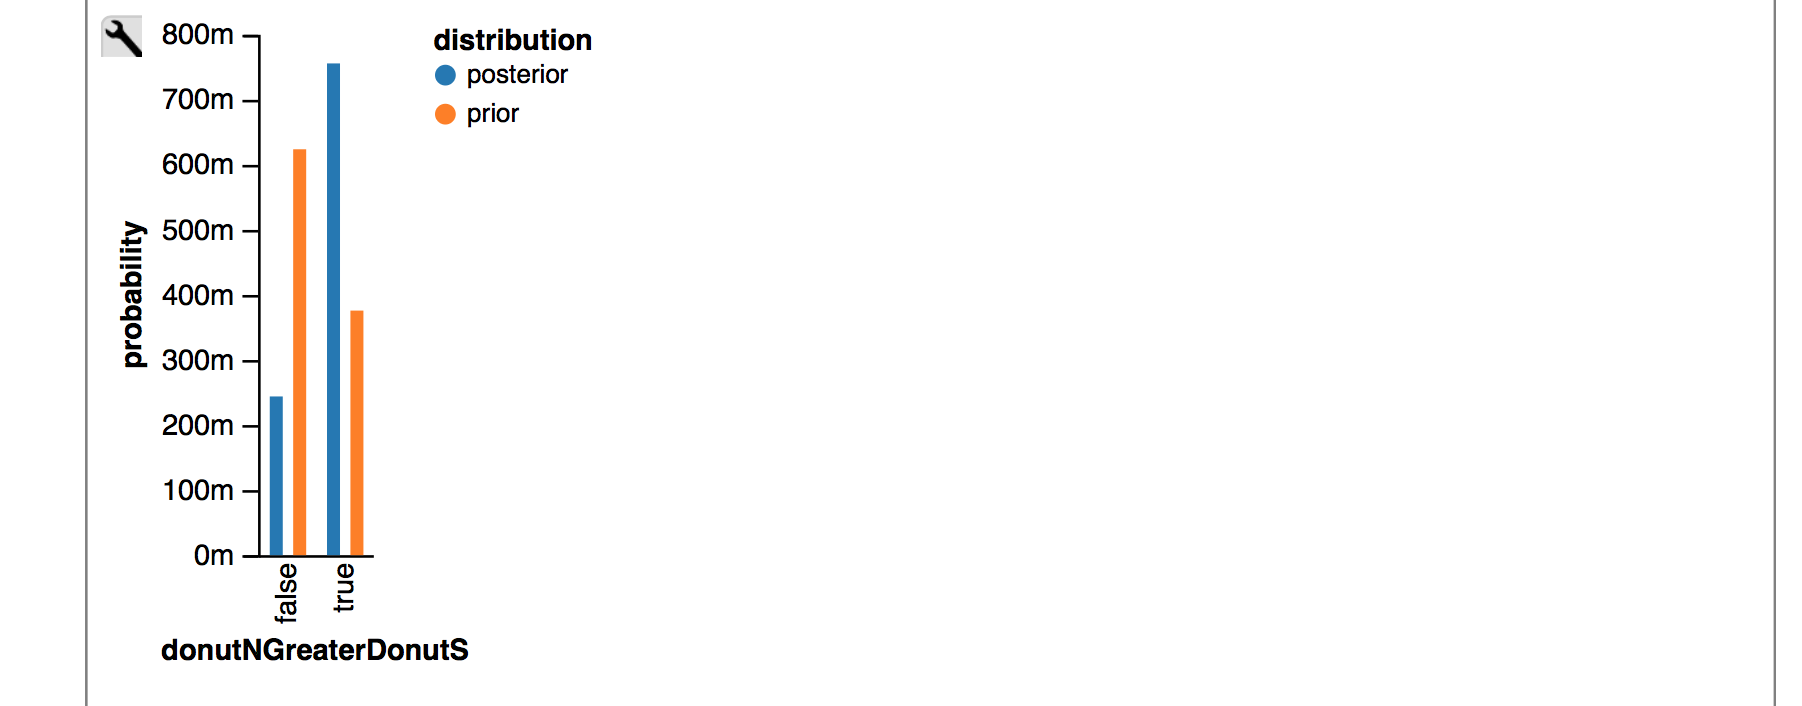 800m
700m
600m
500m
400m
300m
200m
100m
0m
probability
false
true
donutNGreaterDonutS
distribution
posterior
prior